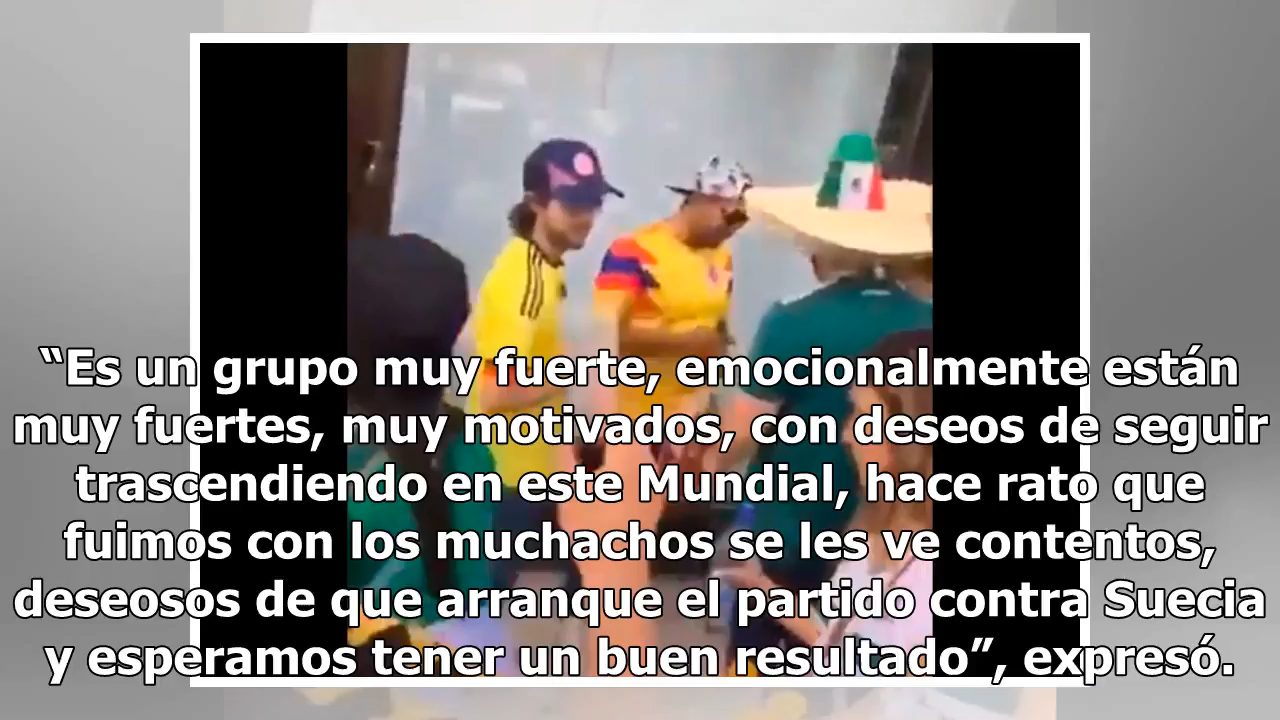 “Es un grupo muy fuerte, emocionalmente están
muy fuertes, muy motivados, con deseos de seguir
trascendiendo en este Mundial, hace rato que
fuimos con los muchachos se les ve contentos,
deseosos de que arranque el partido contra Suecia
y esperamos tener un buen resultado”, expresó.